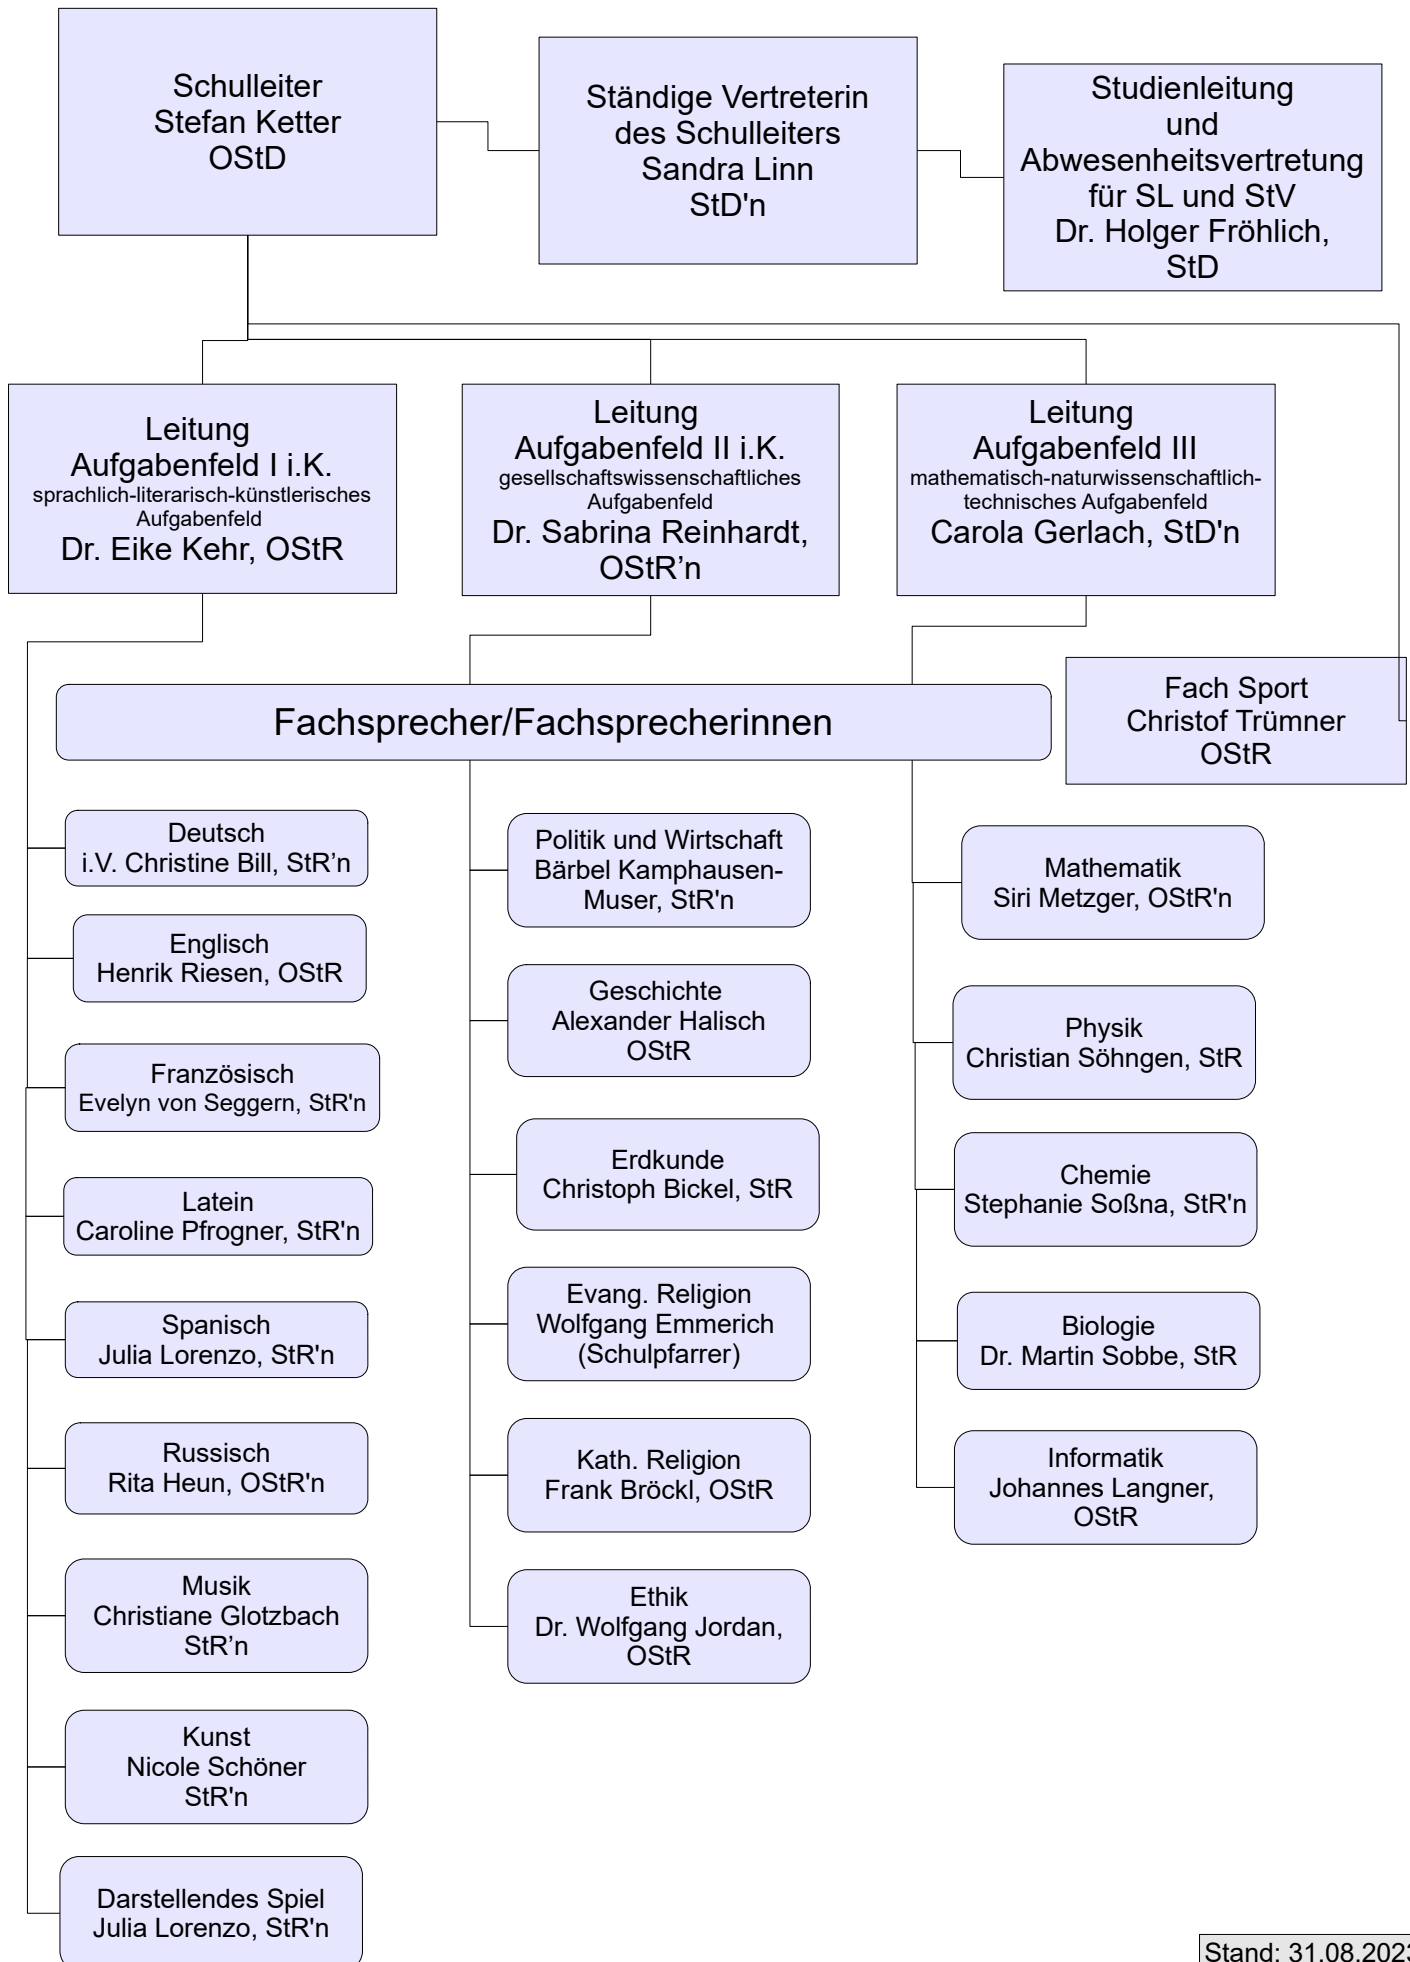 Schulleiter
Stefan Ketter
OStD
Ständige Vertreterin
des Schulleiters
Sandra Linn
StD'n
Studienleitung
und
Abwesenheitsvertretung
für SL und StV
Dr. Holger Fröhlich,
StD
Leitung
Aufgabenfeld I i.K.
sprachlich-literarisch-künstlerisches
Aufgabenfeld
Dr. Eike Kehr, OStR
Leitung
Aufgabenfeld II i.K.
gesellschaftswissenschaftliches
Aufgabenfeld
Dr. Sabrina Reinhardt,
OStR’n
Leitung
Aufgabenfeld III
mathematisch-naturwissenschaftlich-
technisches Aufgabenfeld
Carola Gerlach, StD'n
Fach Sport
Christof Trümner
OStR
Fachsprecher/Fachsprecherinnen
Deutsch
i.V. Christine Bill, StR’n
Englisch
Henrik Riesen, OStR
Französisch
Evelyn von Seggern, StR'n
Latein
Caroline Pfrogner, StR'n
Spanisch
Julia Lorenzo, StR'n
Russisch
Rita Heun, OStR'n
Musik
Christiane Glotzbach
StR’n
Kunst
Nicole Schöner
StR'n
Darstellendes Spiel
Julia Lorenzo, StR'n
Politik und Wirtschaft
Bärbel Kamphausen-
Muser, StR'n
Geschichte
Alexander Halisch
OStR
Erdkunde
Christoph Bickel, StR
Evang. Religion
Wolfgang Emmerich
(Schulpfarrer)
Kath. Religion
Frank Bröckl, OStR
Ethik
Dr. Wolfgang Jordan,
OStR
Mathematik
Siri Metzger, OStR'n
Physik
Christian Söhngen, StR
Chemie
Stephanie Soßna, StR'n
Biologie
Dr. Martin Sobbe, StR
Informatik
Johannes Langner,
OStR
Stand: 31.08.2023